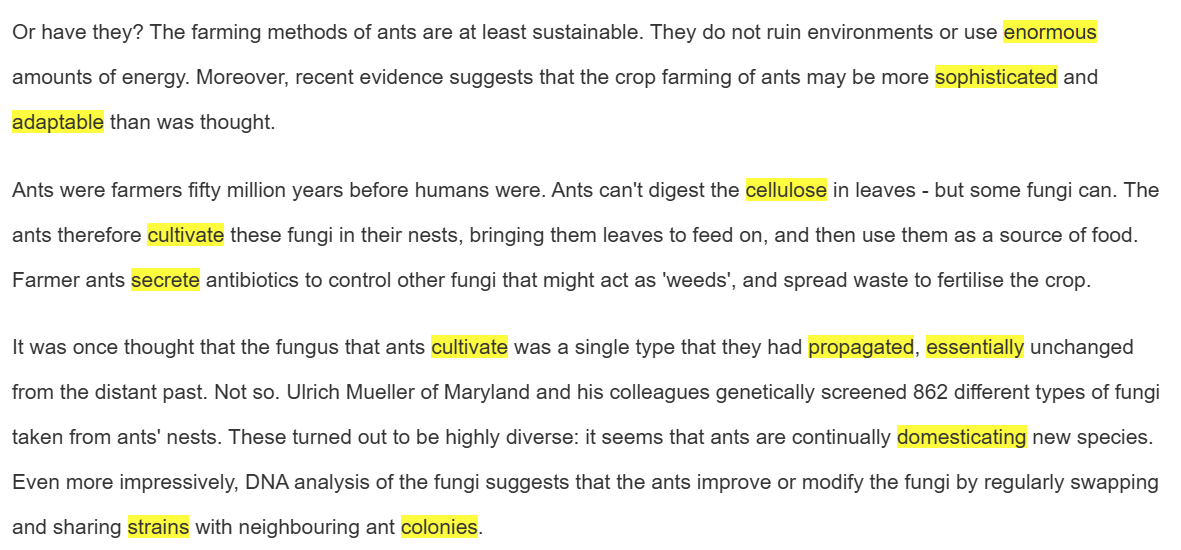 Or have they? The farming methods of ants are at least sustainable. They do not ruin environments or use enormous
amounts of energy. Moreover, recent evidence suggests that the crop farming of ants may be more sophisticated and
adaptable than was thought.
Ants were farmers fifty million years before humans were. Ants can't digest the cellulose in leaves - but some fungi can. The
ants therefore cultivate these fungi in their nests, bringing them leaves to feed on, and then use them as a source of food.
Farmer ants secrete antibiotics to control other fungi that might act as 'weeds', and spread waste to fertilise the crop.
It was once thought that the fungus that ants cultivate was a single type that they had propagated, essentially unchanged
from the distant past. Not so. Ulrich Mueller of Maryland and his colleagues genetically screened 862 different types of fungi
taken from ants' nests. These turned out to be highly diverse: it seems that ants are continually domesticating new species.
Even more impressively, DNA analysis of the fungi suggests that the ants improve or modify the fungi by regularly swapping
and sharing strains with neighbouring ant colonies.